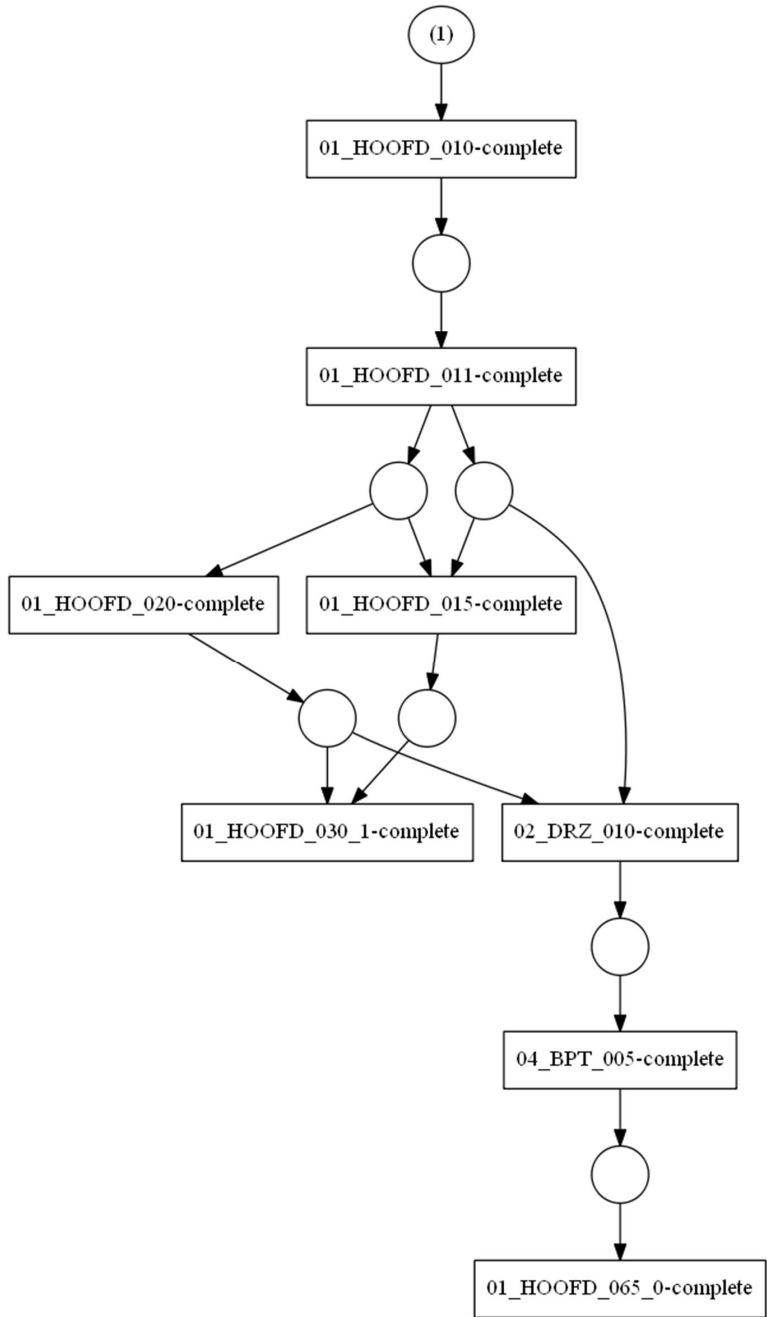 (1)
01_HOOFD_010-complete
01_HOOFD_011-complete
01_HOOFD_020-complete
01_HOOFD_015-complete
01_HOOFD_030_1-complete
02_DRZ_010-complete
04_BPT_005-complete
01_HOOFD_065_0-complete